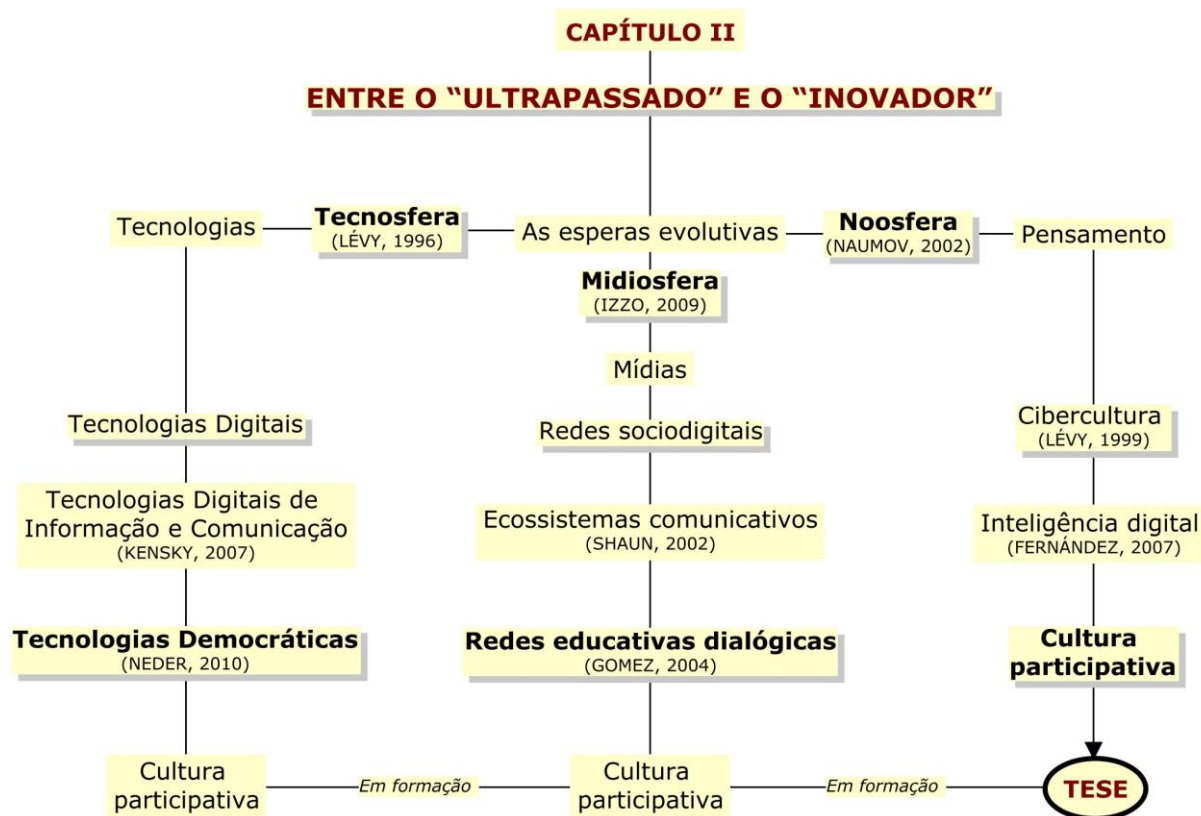 CAPÍTULO II
ENTRE O “ULTRAPASSADO” E O “INOVADOR”
Tecnologias
Tecnosfera
(LÉVY, 1996)
As esperas evolutivas
Noosfera
(NAUMOV, 2002)
Pensamento
Midiosfera
(IZZO, 2009)
Mídias
Tecnologias Digitais
Redes sociodigitais
Cibercultura
(LÉVY, 1999)
Tecnologias Digitais de
Informação e Comunicação
(KENSKY, 2007)
Ecossistemas comunicativos
(SHAUN, 2002)
Inteligência digital
(FERNÁNDEZ, 2007)
Tecnologias Democráticas
(NEDER, 2010)
Redes educativas dialógicas
(GOMEZ, 2004)
Cultura
participativa
Cultura
participativa
Em formação
Cultura
participativa
Em formação
TESE